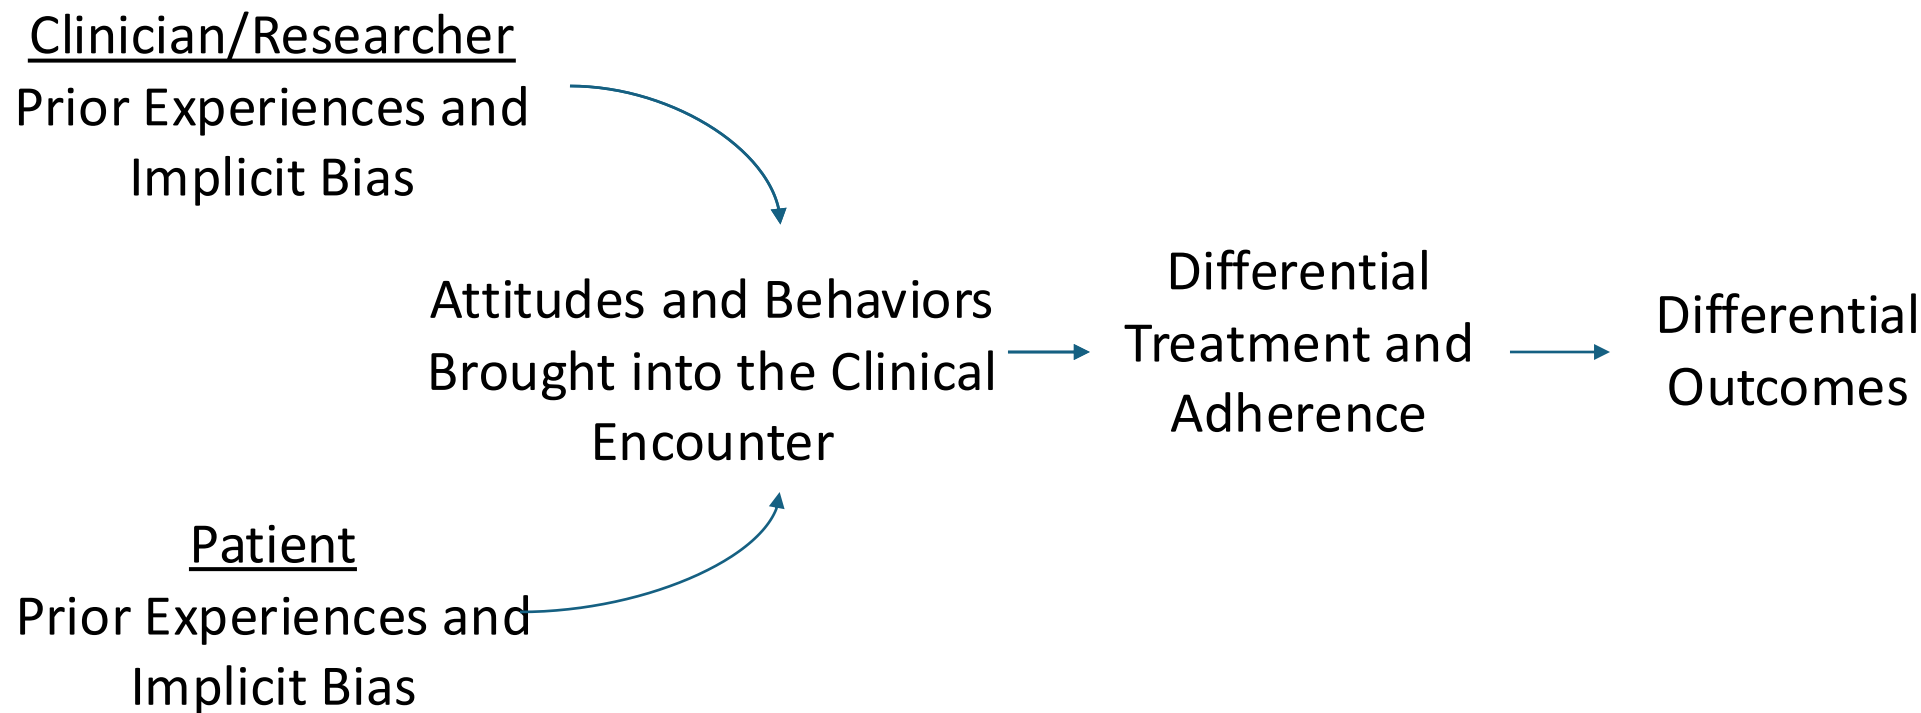 Clinician/Researcher
Prior Experiences and
Implicit Bias
Attitudes and Behaviors
Brought into the Clinical
Encounter
Differential
Treatment and
Adherence
Differential
Outcomes
Patient
Prior Experiences and
Implicit Bias